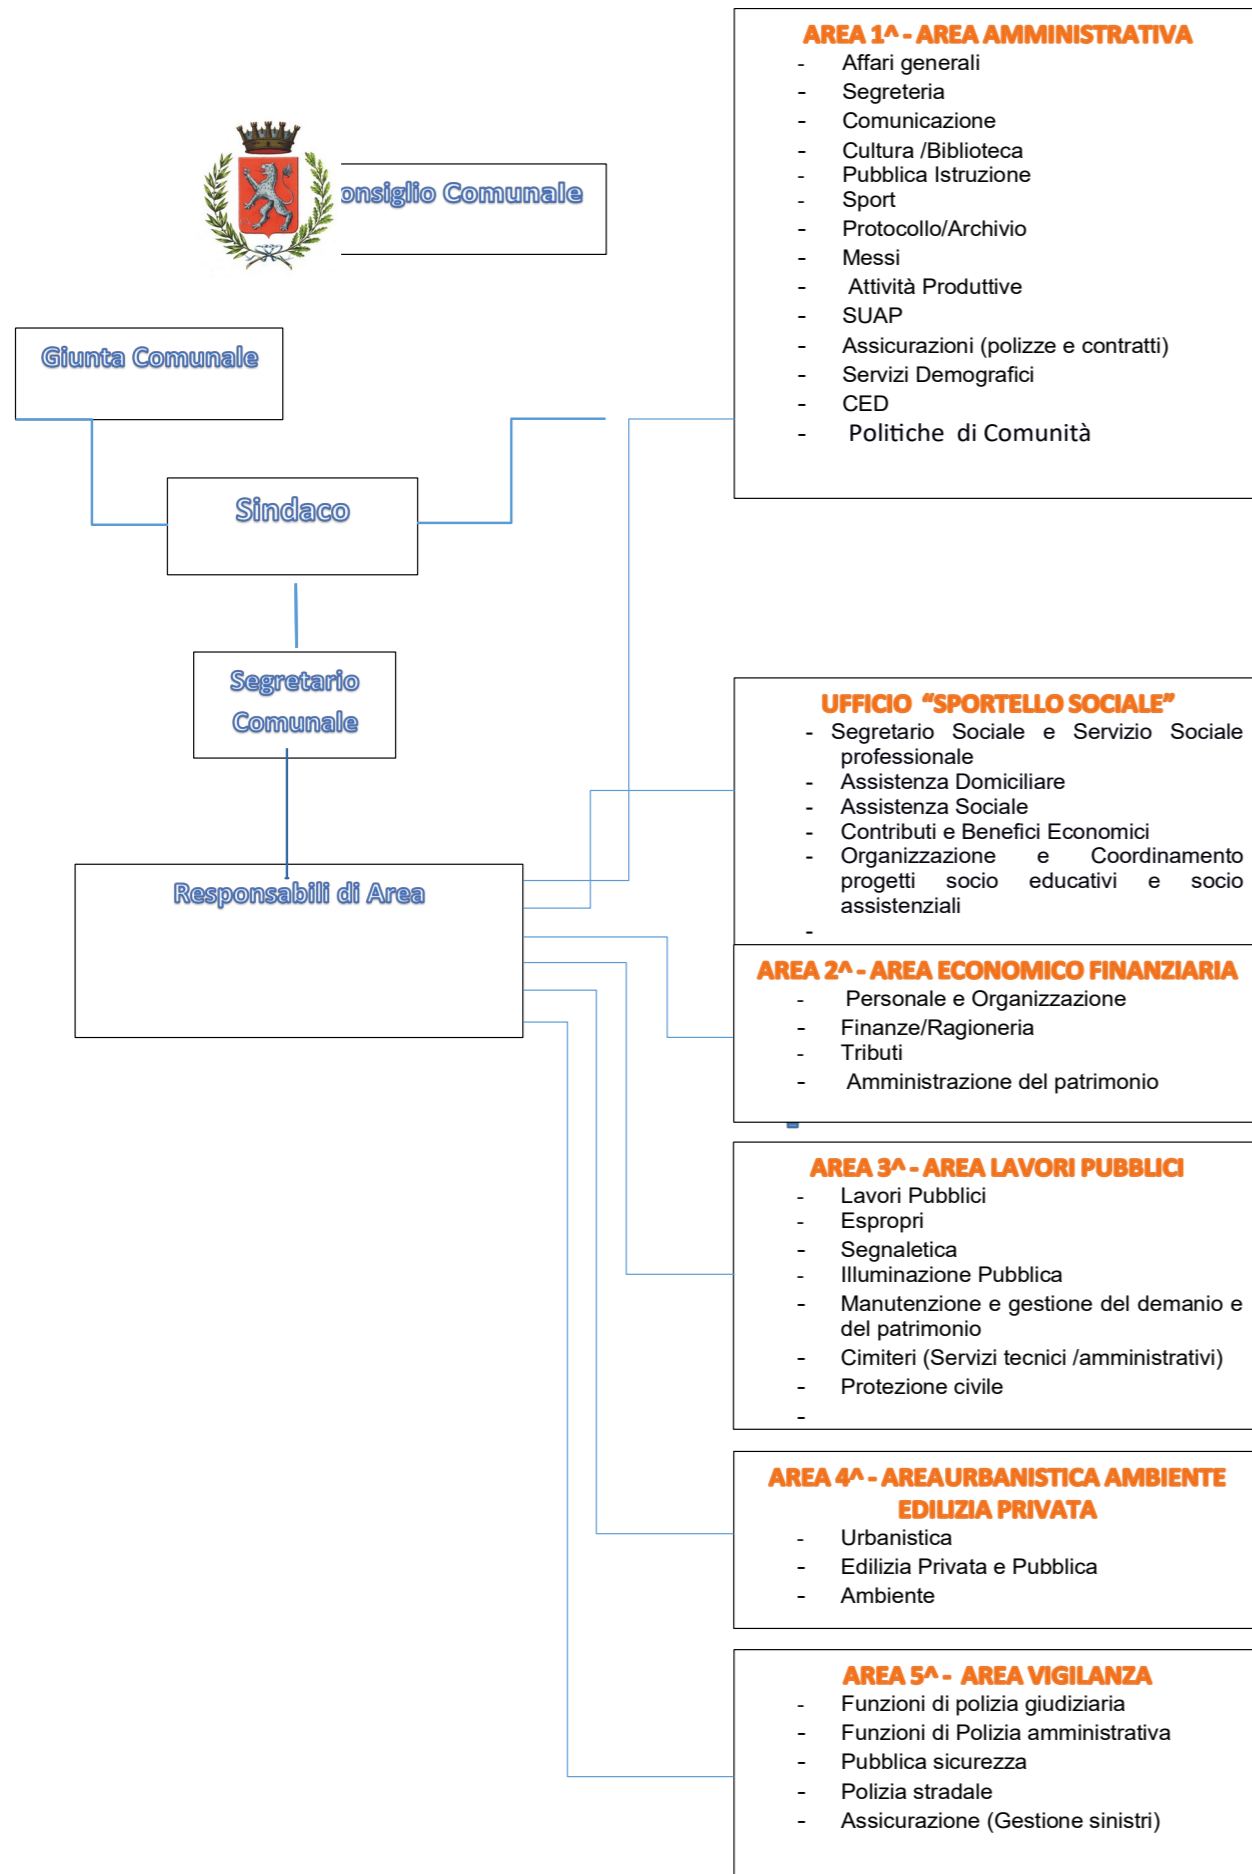 onsiglio Comunale
Giunta Comunale
Sindaco
Segretario
Comunale
Responsabili di Area
AREA 1^ - AREA AMMINISTRATIVA
- Affari generali
- Segreteria
- Comunicazione
- Cultura /Biblioteca
- Pubblica Istruzione
- Sport
- Protocollo/Archivio
- Messi
- Attività Produttive
- SUAP
- Assicurazioni (polizze e contratti)
- Servizi Demografici
- CED
- Politiche di Comunità
UFFICIO “SPORTELLO SOCIALE”
- Segretario Sociale e Servizio Sociale
professionale
- Assistenza Domiciliare
- Assistenza Sociale
- Contributi e Benefici Economici
- Organizzazione e Coordinamento
progetti socio educativi e socio
assistenziali
-
AREA 2^ - AREA ECONOMICO FINANZIARIA
- Personale e Organizzazione
- Finanze/Ragioneria
- Tributi
- Amministrazione del patrimonio
AREA 3^ - AREA LAVORI PUBBLICI
- Lavori Pubblici
- Espropri
- Segnaletica
- Illuminazione Pubblica
- Manutenzione e gestione del demanio e
del patrimonio
- Cimiteri (Servizi tecnici /amministrativi)
- Protezione civile
-
AREA 4^ - AREAURBANISTICA AMBIENTE
EDILIZIA PRIVATA
- Urbanistica
- Edilizia Privata e Pubblica
- Ambiente
AREA 5^ - AREA VIGILANZA
- Funzioni di polizia giudiziaria
- Funzioni di Polizia amministrativa
- Pubblica sicurezza
- Polizia stradale
- Assicurazione (Gestione sinistri)